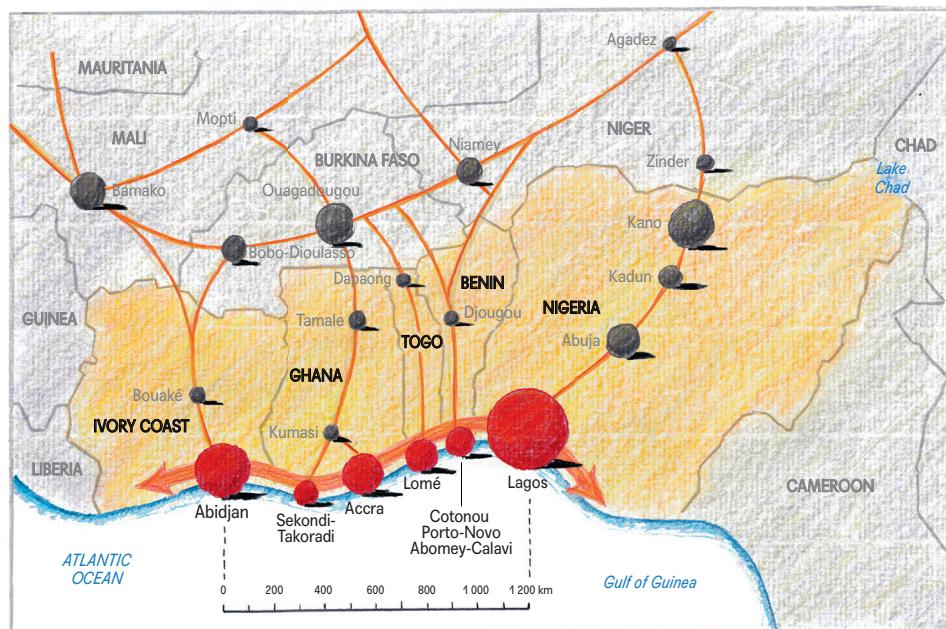 Agadez
MAURITANIA
Mopti
MALI
NIGER
CHAD
Niamey
BURKINA FASO
Zinder
Lake
Chad
Bamako
Ouagadougou
Kano
Bobo-Dioulasso
Kadun
Dapaong
BENIN
NIGERIA
GUINEA
Tamale
Djougou
TOGO
Abuja
GHANA
Bouaké
IVORY COAST
Kumasi
LIBERIA
CAMEROON
Lomé
Lagos
Abidjan
Accra
Sekondi-
Takoradi
Cotonou
Porto-Novo
Abomey-Calavi
ATLANTIC
OCEAN
Gulf of Guinea
0 200 400 600 800 1 000 1 200 km